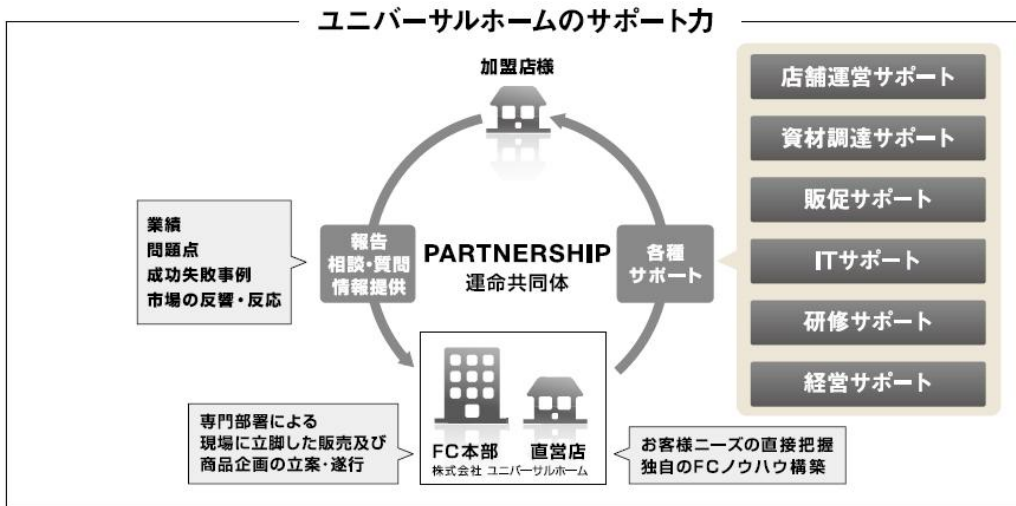 ユニバーサルホームのサポート力
加盟店様
業績
問題点
成功失敗事例
市場の反響・反応
報告
相談・質問
情報提供
PARTNERSHIP
運命共同体
各種
サポート
店舗運営サポート
資材調達サポート
販促サポート
ITサポート
研修サポート
経営サポート
専門部署による
現場に立脚した販売及び
商品企画の立案・遂行
FC本部 直営店
株式会社 ユニバーサルホーム
お客様ニーズの直接把握
独自のFCノウハウ構築